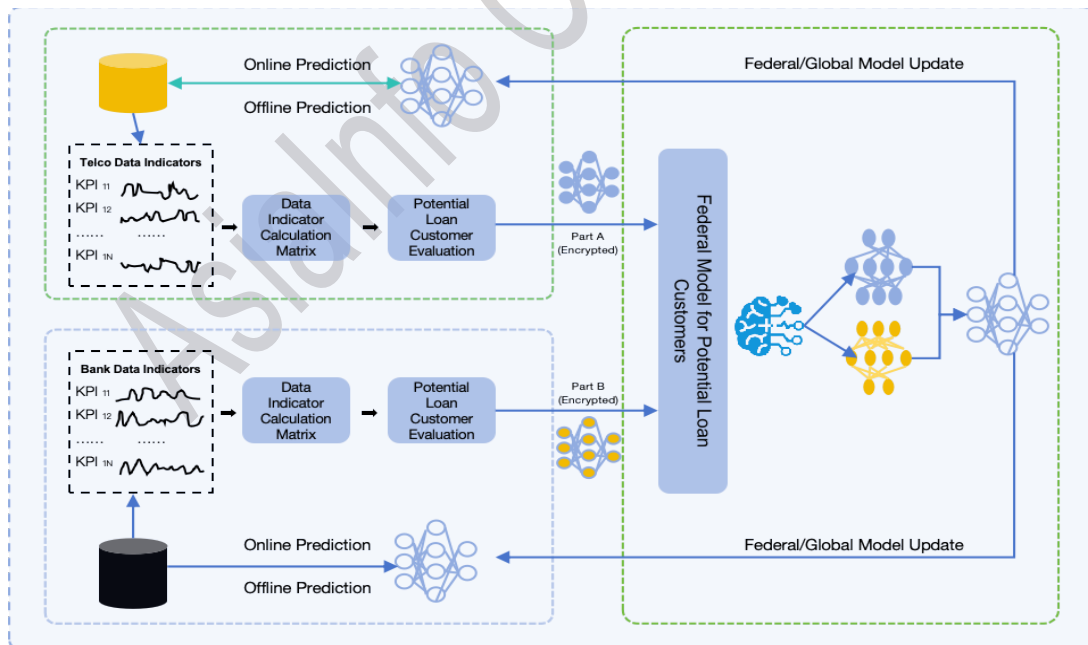 Online Prediction
Offline Prediction
Federal/Global Model Update
Telco Data Indicators
KPI 11
KPI 12
...... ......
KPI 1N
Data
Indicator
Calculation
Matrix
Potential
Loan
Customer
Evaluation
Part A
(Encrypted)
Federal Model for Potential Loan
Customers
Bank Data Indicators
KPI 11
KPI 12
...... ......
KPI 1N
Data
Indicator
Calculation
Matrix
Potential
Loan
Customer
Evaluation
Part B
(Encrypted)
Online Prediction
Offline Prediction
Federal/Global Model Update
AsiaInfo